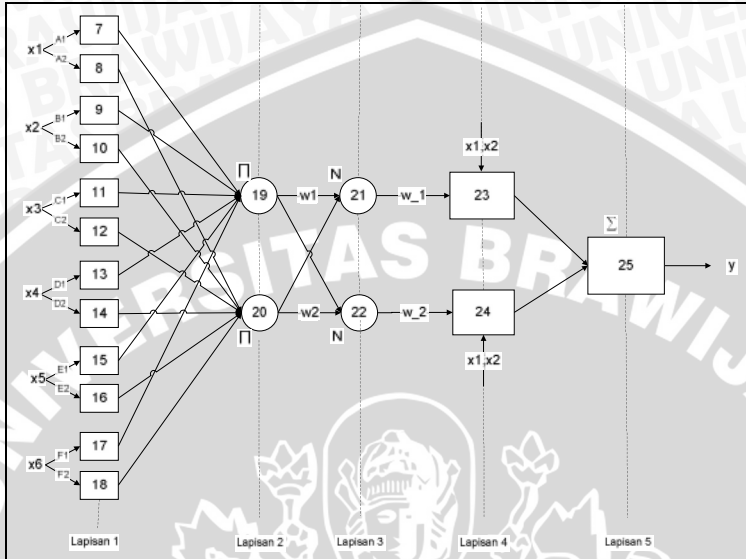 x1
A1
A2
7
8
x2
B1
B2
9
10
x3
C1
C2
11
12
x4
D1
D2
13
14
x5
E1
E2
15
16
x6
F1
F2
17
18
∏
19
w1
N
21
w_1
x1,x2
23
∏
20
w2
N
22
w_2
x1,x2
24
∑
25
y
Lapisan 1
Lapisan 2
Lapisan 3
Lapisan 4
Lapisan 5
UNIVERSITAS BRAWIJ